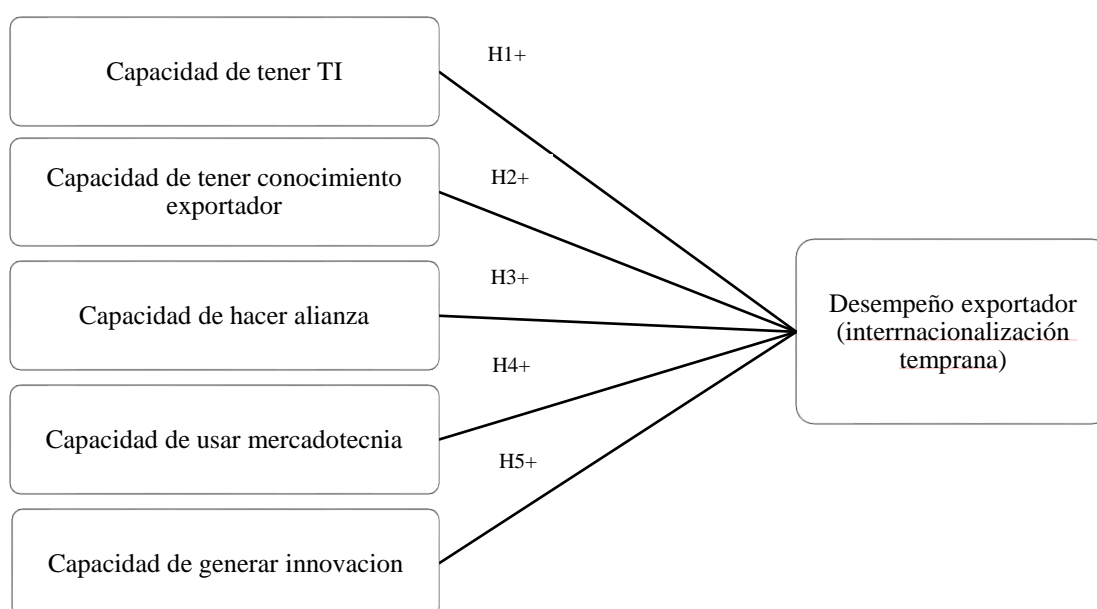 Capacidad de tener TI
H1+
Capacidad de tener conocimiento
exportador
H2+
Capacidad de hacer alianza
H3+
Capacidad de usar mercadotecnia
H4+
Capacidad de generar innovacion
H5+
Desempeño exportador
(interrnacionalización
temprana)